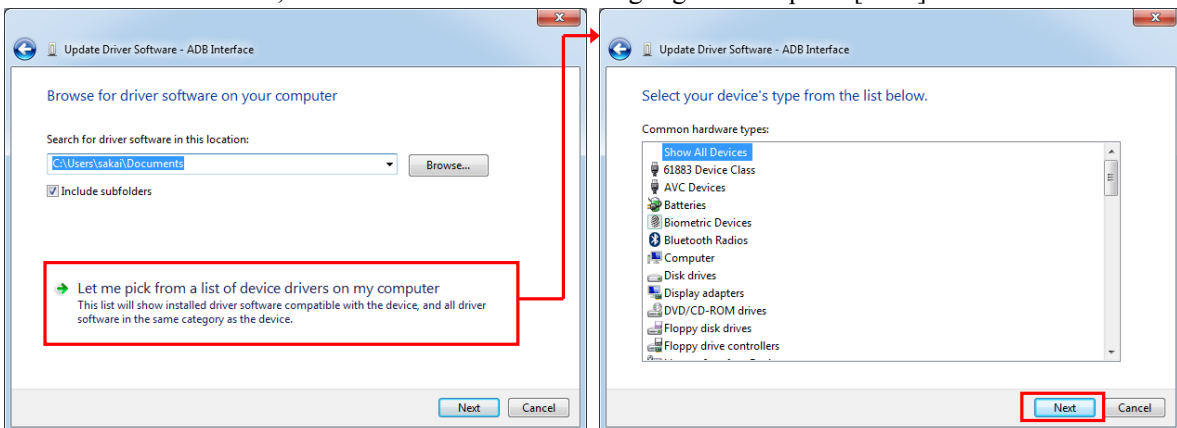 Update Driver Software - ADB Interface
Browse for driver software on your computer
Search for driver software in this location:
C:\Users\sakai\Documents
Browse...
Include subfolders
Let me pick from a list of device drivers on my computer
This list will show installed driver software compatible with the device, and all driver
software in the same category as the device.
Next
Cancel
Update Driver Software - ADB Interface
Select your device's type from the list below.
Common hardware types:
Show All Devices
61883 Device Class
AVC Devices
Batteries
Biometric Devices
Bluetooth Radios
Computer
Disk drives
Display adapters
DVD/CD-ROM drives
Floppy disk drives
Floppy drive controllers
Next
Cancel